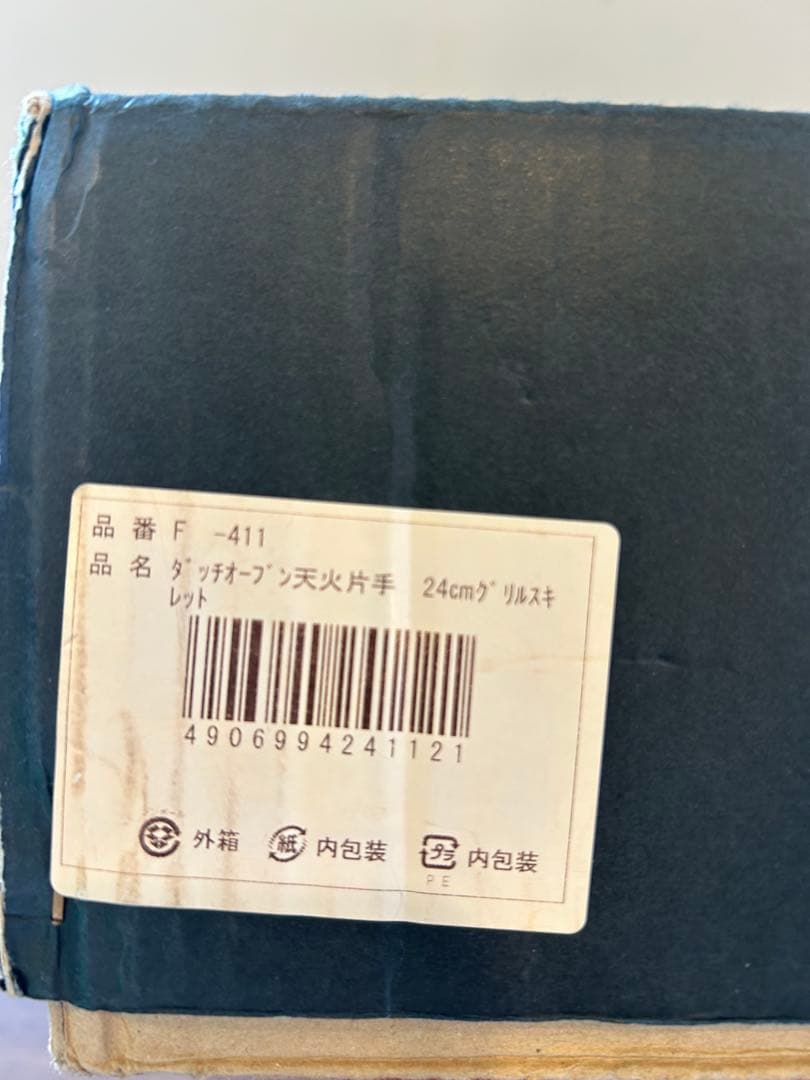 品 番 F -411
品 名 ﾀﾞｯﾁｵｰﾌﾞﾝ天火片手 24cmｸﾞﾘﾙｽｷ
ﾚｯﾄ
4906994241121
外箱 紙 内包装 プラ 内包装
PE